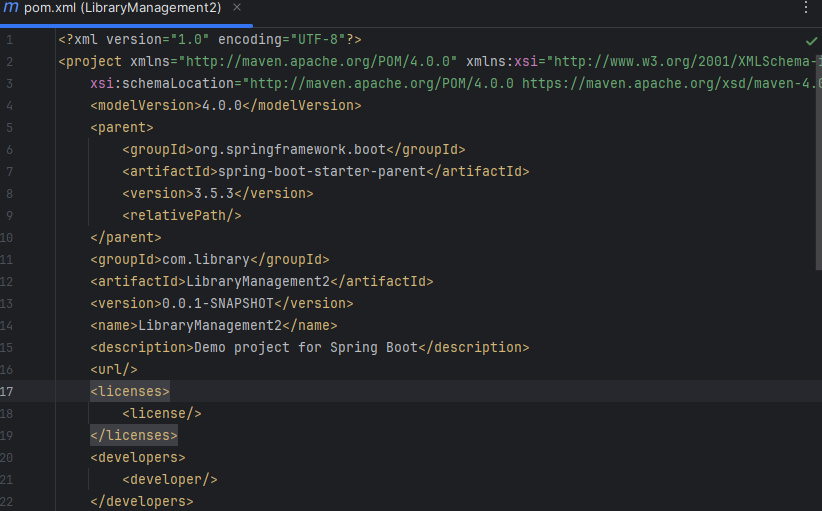 m pom.xml (LibraryManagement2) ×
1 <?xml version="1.0" encoding="UTF-8"?>
2 <project xmlns="http://maven.apache.org/POM/4.0.0" xmlns:xsi="http://www.w3.org/2001/XMLSchema-
3 xsi:schemaLocation="http://maven.apache.org/POM/4.0.0 https://maven.apache.org/xsd/maven-4.0
4 <modelVersion>4.0.0</modelVersion>
5 <parent>
6 <groupId>org.springframework.boot</groupId>
7 <artifactId>spring-boot-starter-parent</artifactId>
8 <version>3.5.3</version>
9 <relativePath/>
10 </parent>
11 <groupId>com.library</groupId>
12 <artifactId>LibraryManagement2</artifactId>
13 <version>0.0.1-SNAPSHOT</version>
14 <name>LibraryManagement2</name>
15 <description>Demo project for Spring Boot</description>
16 <url/>
17 <licenses>
18 <license/>
19 </licenses>
20 <developers>
21 <developer/>
22 </developers>